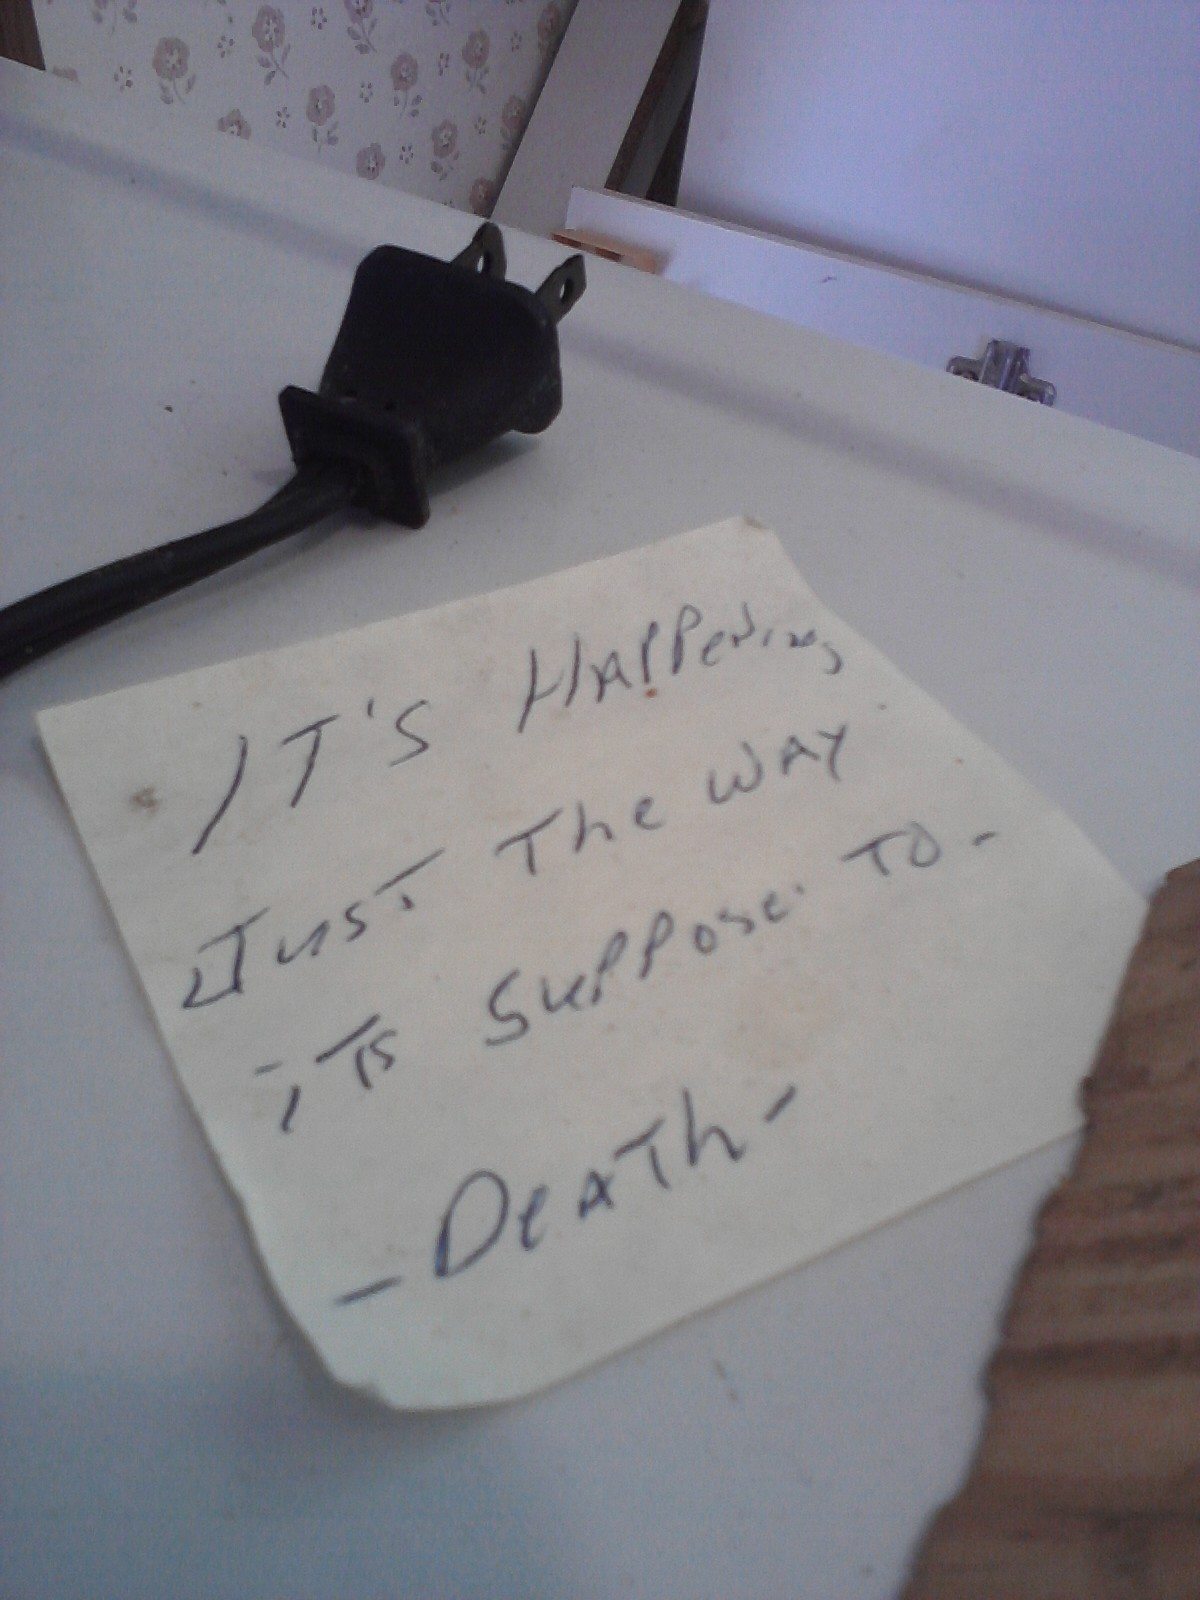 IT'S HAPPening
JusT The WAY
iTs SuPPose TO -
- DeATh -